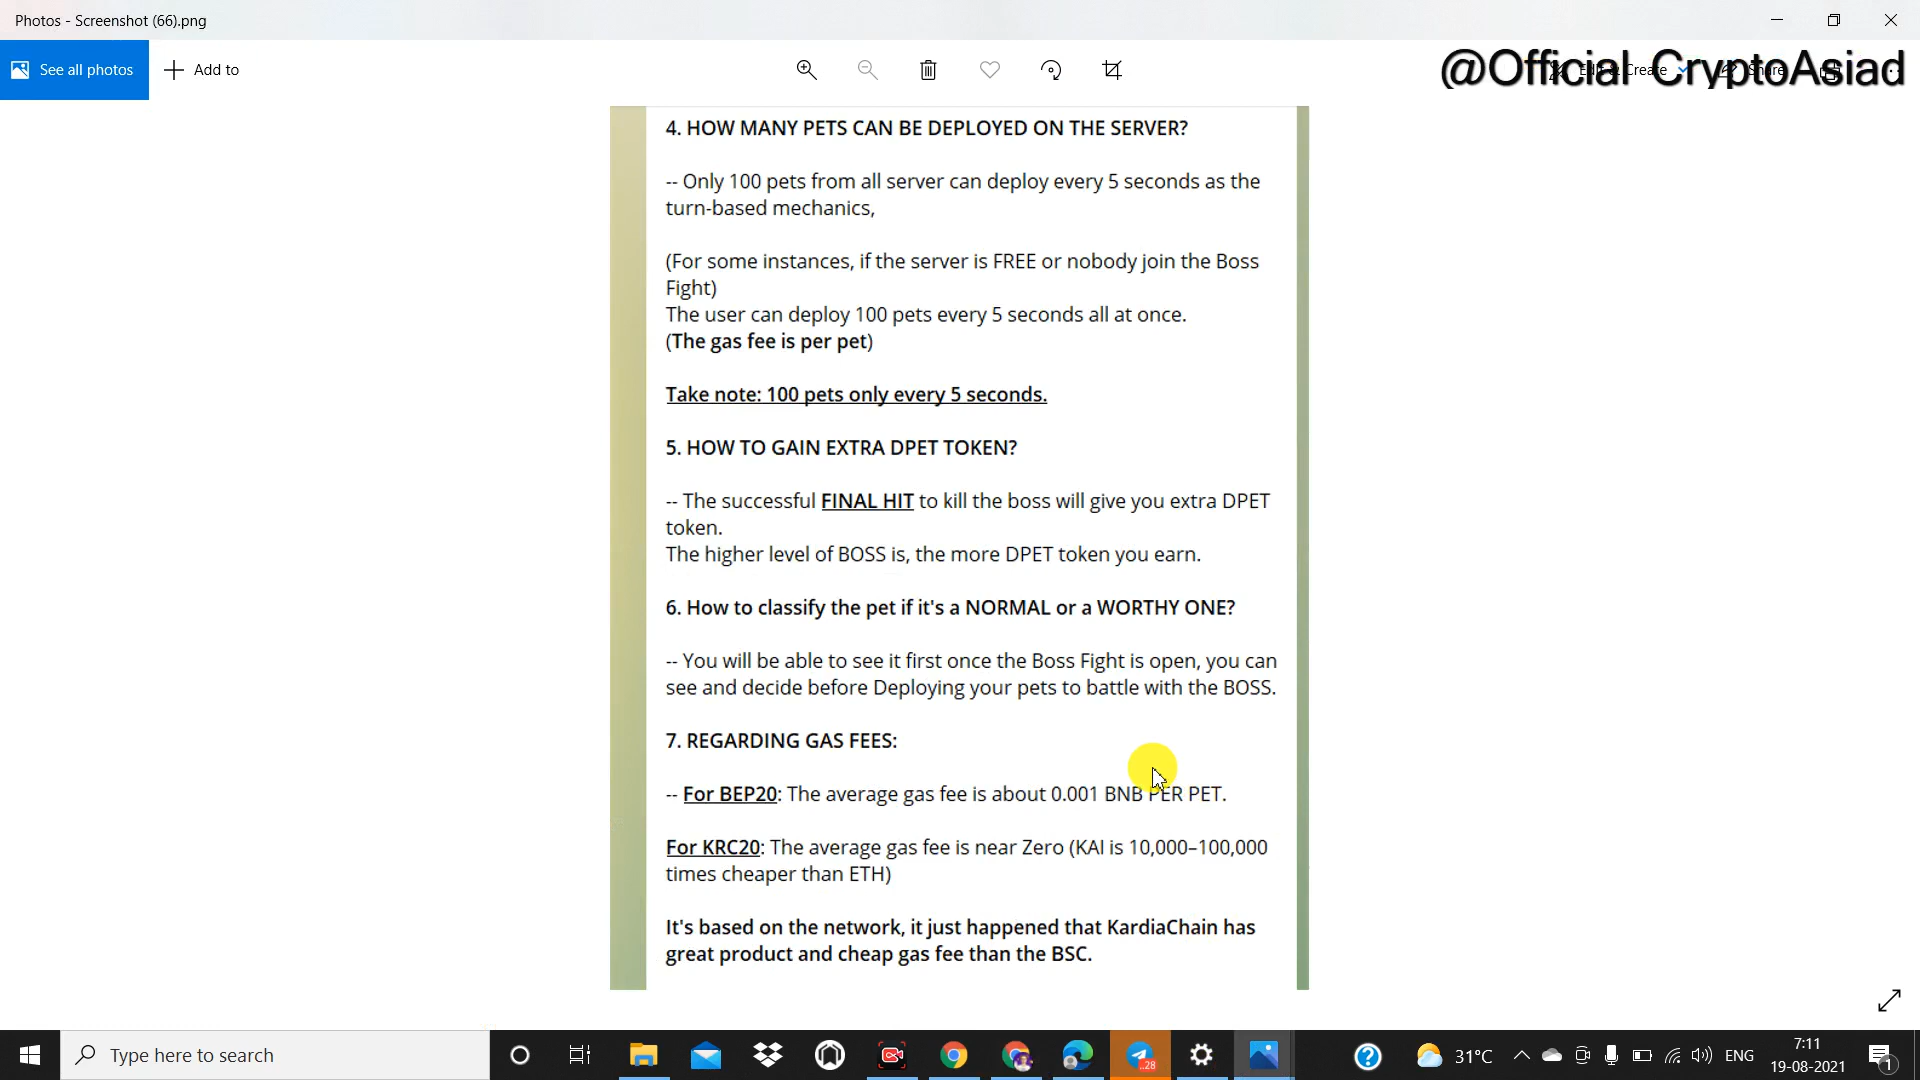 Photos - Screenshot (66).png
See all photos
Add to
Edit & Create
Share
@Official CryptoAsiad
4. HOW MANY PETS CAN BE DEPLOYED ON THE SERVER?
-- Only 100 pets from all server can deploy every 5 seconds as the
turn-based mechanics,
(For some instances, if the server is FREE or nobody join the Boss
Fight)
The user can deploy 100 pets every 5 seconds all at once.
(The gas fee is per pet)
Take note: 100 pets only every 5 seconds.
5. HOW TO GAIN EXTRA DPET TOKEN?
-- The successful FINAL HIT to kill the boss will give you extra DPET
token.
The higher level of BOSS is, the more DPET token you earn.
6. How to classify the pet if it's a NORMAL or a WORTHY ONE?
-- You will be able to see it first once the Boss Fight is open, you can
see and decide before Deploying your pets to battle with the BOSS.
7. REGARDING GAS FEES:
-- For BEP20: The average gas fee is about 0.001 BNB PER PET.
For KRC20: The average gas fee is near Zero (KAI is 10,000–100,000
times cheaper than ETH)
It's based on the network, it just happened that KardiaChain has
great product and cheap gas fee than the BSC.
Type here to search
..28
31°C
ENG
7:11
19-08-2021
1